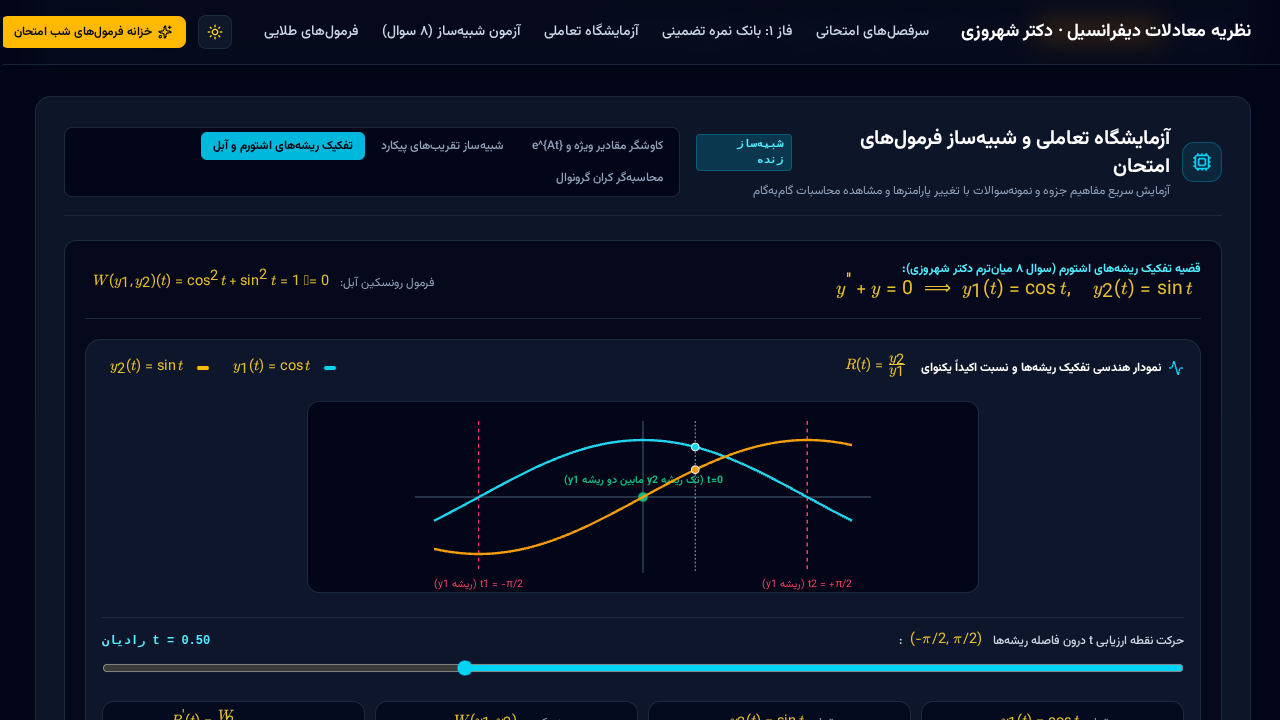 نظریه معادلات دیفرانسیل · دکتر شهروزی
سرفصل‌های امتحانی
فاز ۱: بانک نمره تضمینی
آزمایشگاه تعاملی
آزمون شبیه‌ساز (۸ سوال)
فرمول‌های طلایی
خزانه فرمول‌های شب امتحان
آزمایشگاه تعاملی و شبیه‌ساز فرمول‌های
امتحان
شبیه‌ساز
زنده
آزمایش سریع مفاهیم جزوه و نمونه‌سوالات با تغییر پارامترها و مشاهده محاسبات گام‌به‌گام
کاوشگر مقادیر ویژه و e^{At}
شبیه‌ساز تقریب‌های پیکارد
تفکیک ریشه‌های اشتورم و آبل
محاسبه‌گر کران گرونوال
قضیه تفکیک ریشه‌های اشتورم (سوال ۸ میان‌ترم دکتر شهروزی):
y'' + y = 0 ⟹ y1(t) = cos t, y2(t) = sin t
فرمول رونسکین آبل: W(y1, y2)(t) = cos2 t + sin2 t = 1 ≠ 0
نمودار هندسی تفکیک ریشه‌ها و نسبت اکیداً یکنوای R(t) = y2/y1
y1(t) = cos t
y2(t) = sin t
t=0 (تک ریشه y2 مابین دو ریشه y1)
t1 = -π/2 (ریشه y1)
t2 = +π/2 (ریشه y1)
حرکت نقطه ارزیابی t درون فاصله ریشه‌ها (-π/2, π/2) :
t = 0.50 رادیان
y1(t) = cos t
y2(t) = sin t
W(y1, y2)
R'(t) = W